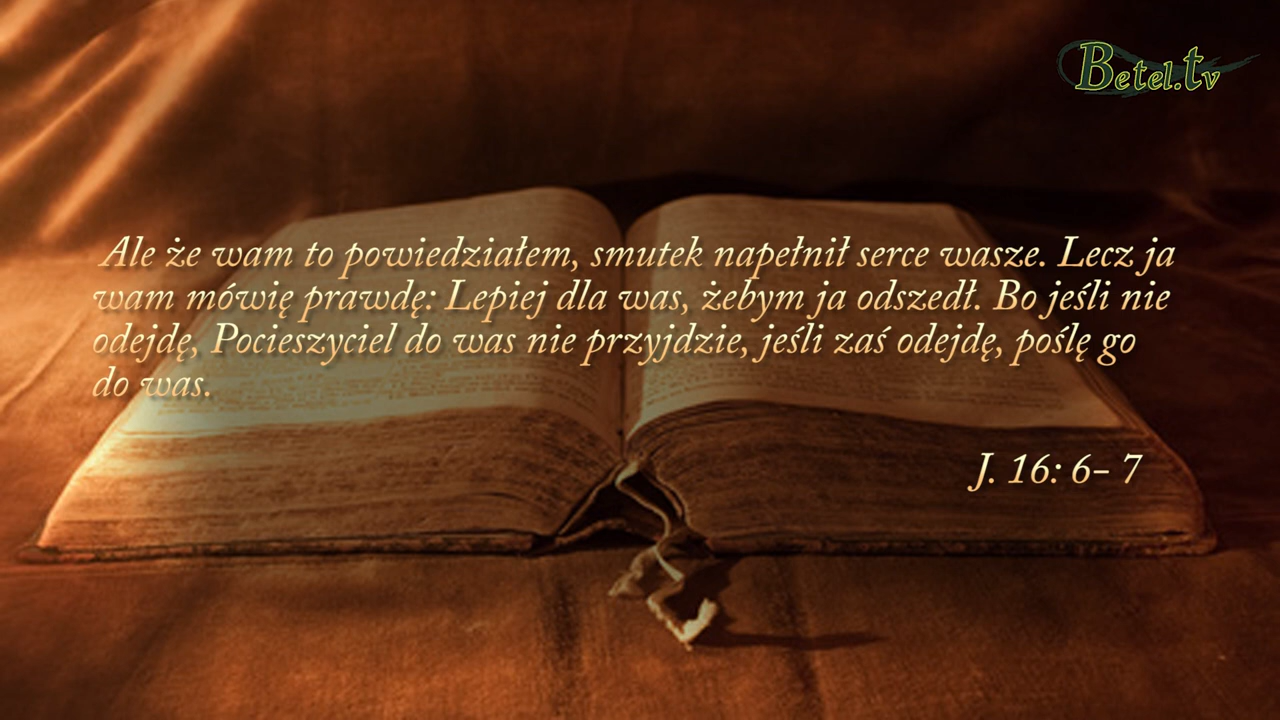 Betel.tv
Ale że wam to powiedziałem, smutek napełnił serce wasze. Lecz ja
wam mówię prawdę: Lepiej dla was, żebym ja odszedł. Bo jeśli nie
odejdę, Pocieszyciel do was nie przyjdzie, jeśli zaś odejdę, poślę go
do was.
J. 16: 6– 7